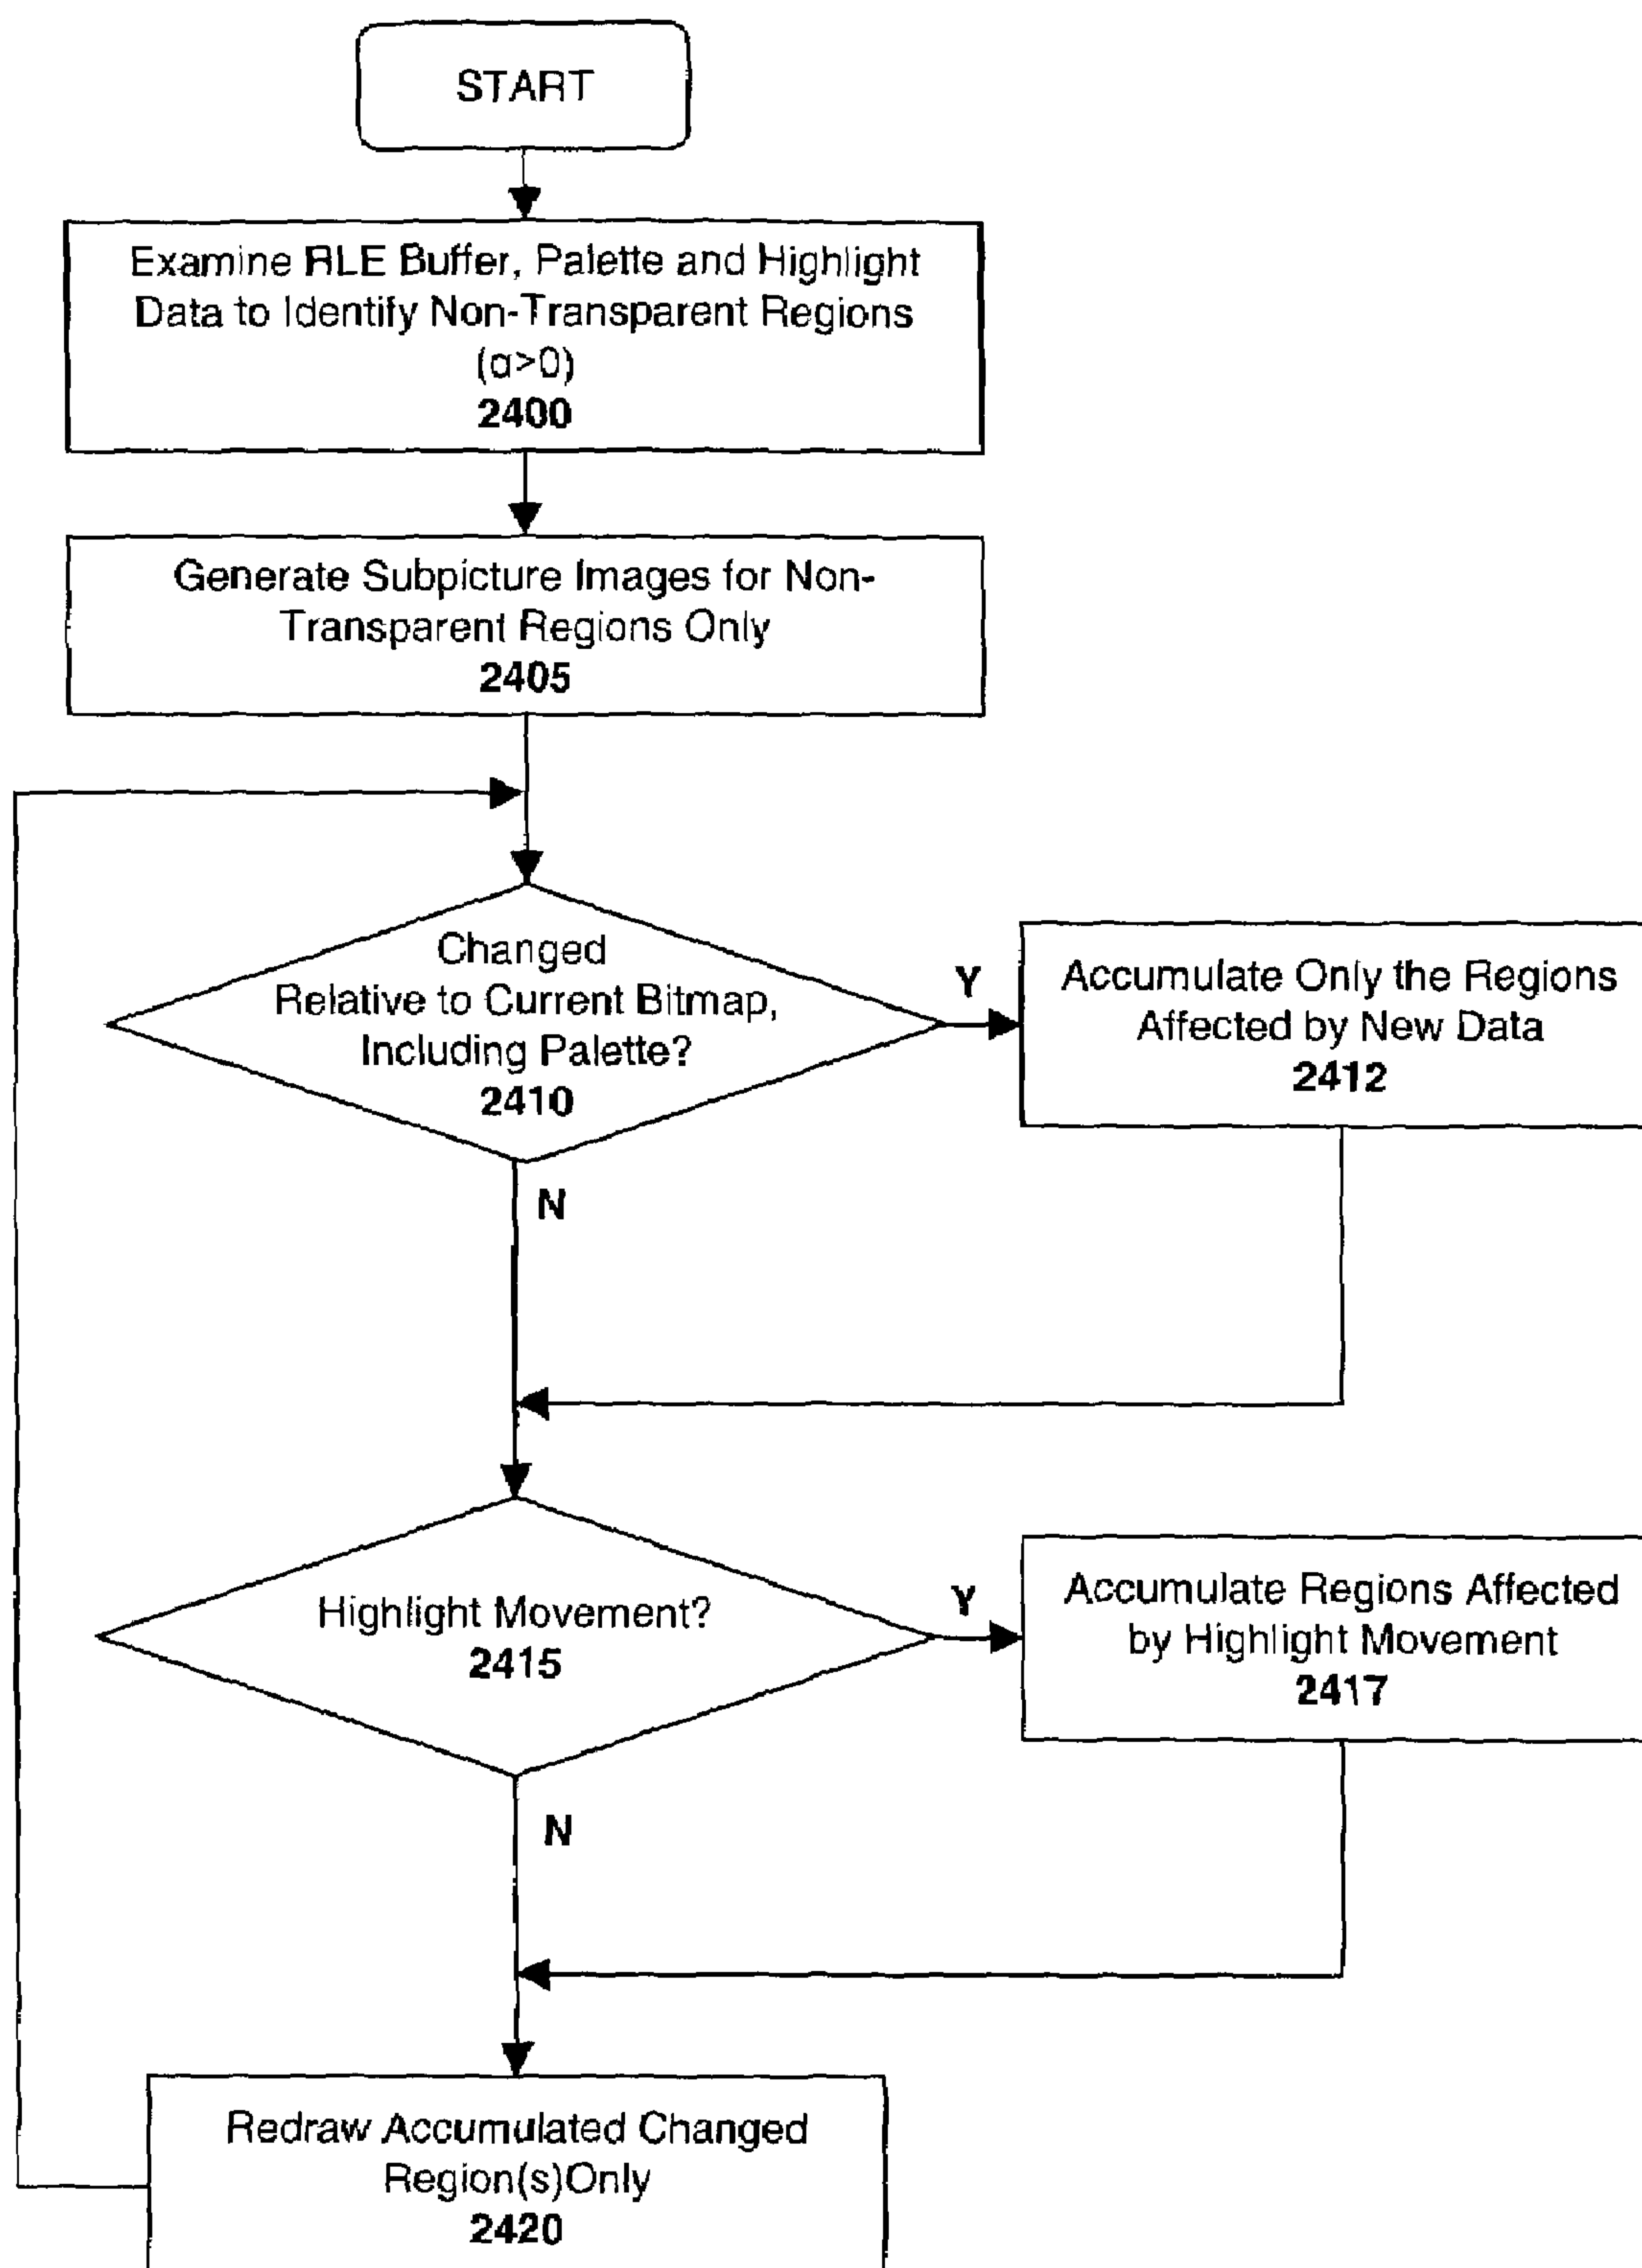 START
Examine RLE Buffer, Palette and Highlight
Data to Identify Non-Transparent Regions
(α>0)
2400
Generate Subpicture Images for Non-
Transparent Regions Only
2405
Changed
Relative to Current Bitmap,
Including Palette?
2410
Y
Accumulate Only the Regions
Affected by New Data
2412
N
Highlight Movement?
2415
Y
Accumulate Regions Affected
by Highlight Movement
2417
N
Redraw Accumulated Changed
Region(s)Only
2420